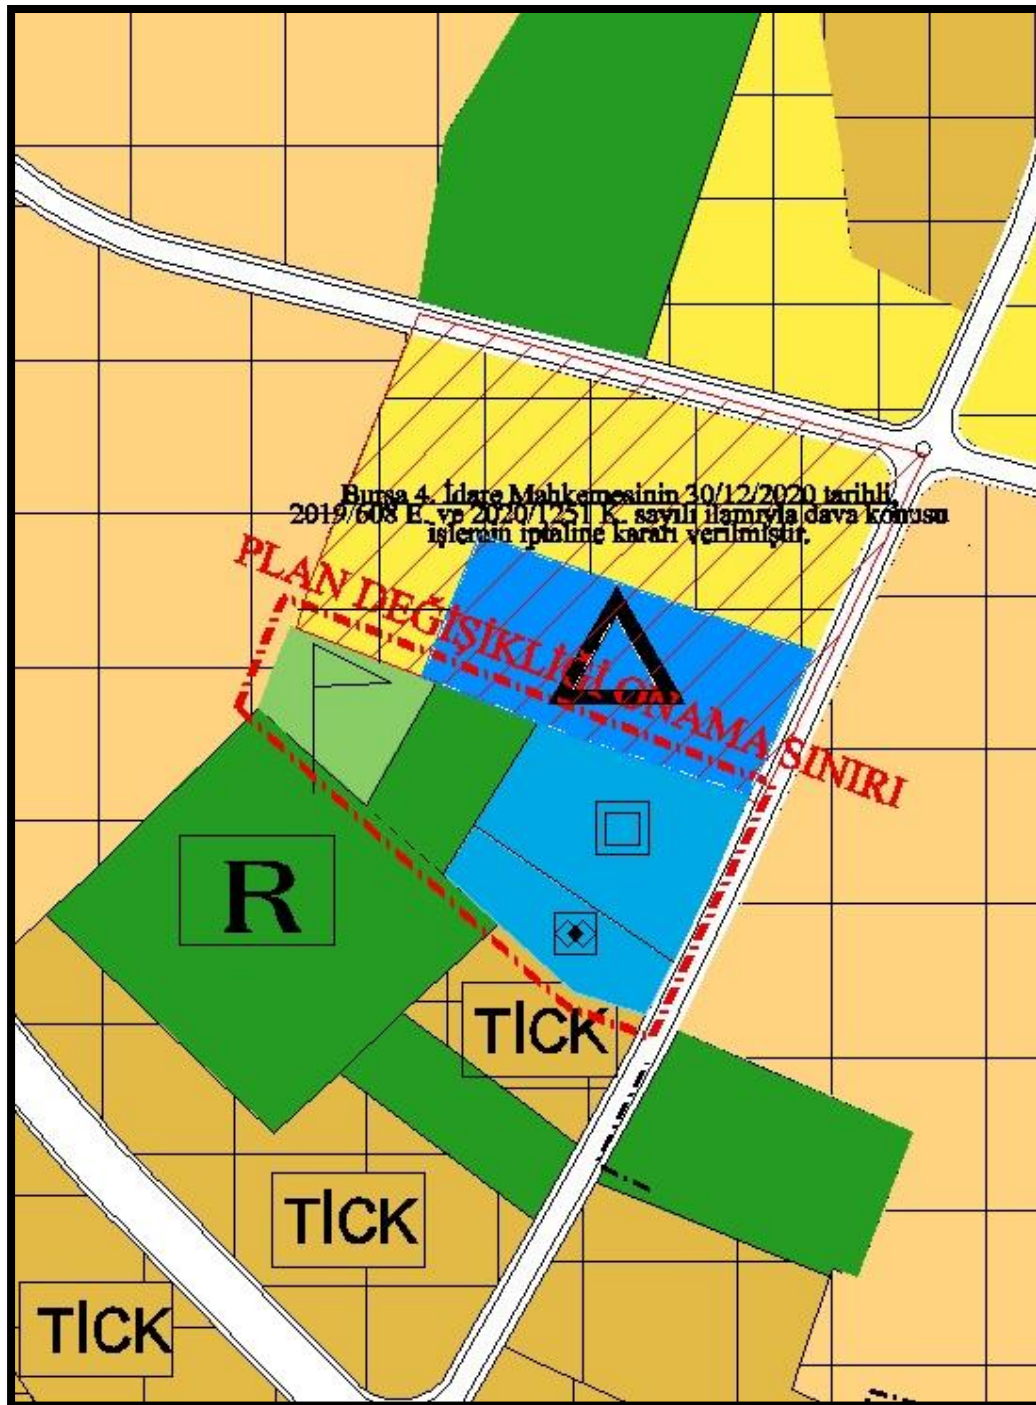 Bursa 4. İdare Mahkemesinin 30/12/2020 tarihli,
2019/608 E. ve 2020/1251 K. sayılı ilamıyla dava konusu
işlemin iptaline karar verilmiştir.
PLAN DEĞİŞİKLİĞİ ONAMA SINIRI
R
TİCK
TİCK
TİCK